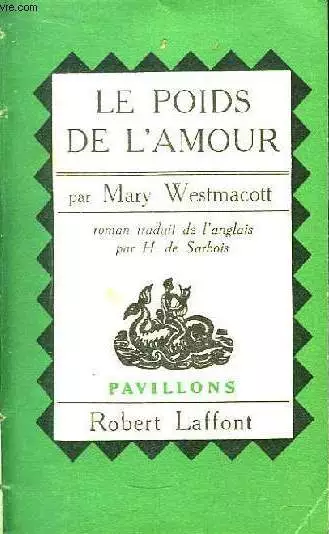 LE POIDS
DE L'AMOUR
par Mary Westmacott
roman traduit de l'anglais
par H de Sarbois
PAVILLONS
Robert Laffont